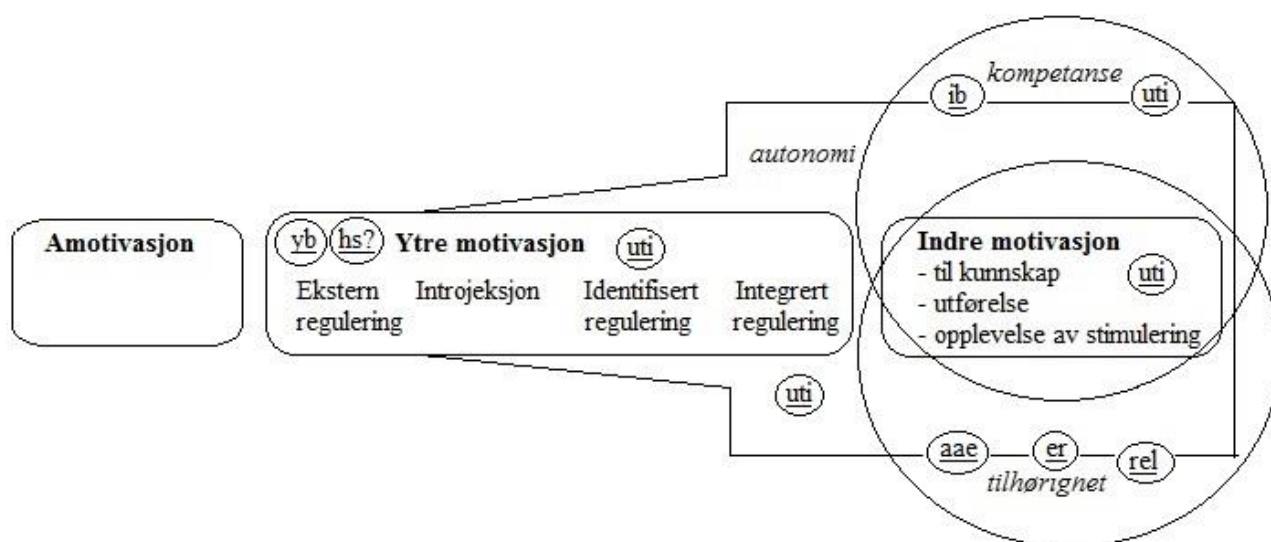 kompetanse
ib uti
autonomi
Amotivasjon
yb hs? Ytre motivasjon uti
Ekstern Introjeksjon Identifisert Integrert
regulering regulering regulering
Indre motivasjon
- til kunnskap uti
- utførelse
- opplevelse av stimulering
uti
aae er rel
tilhørignet